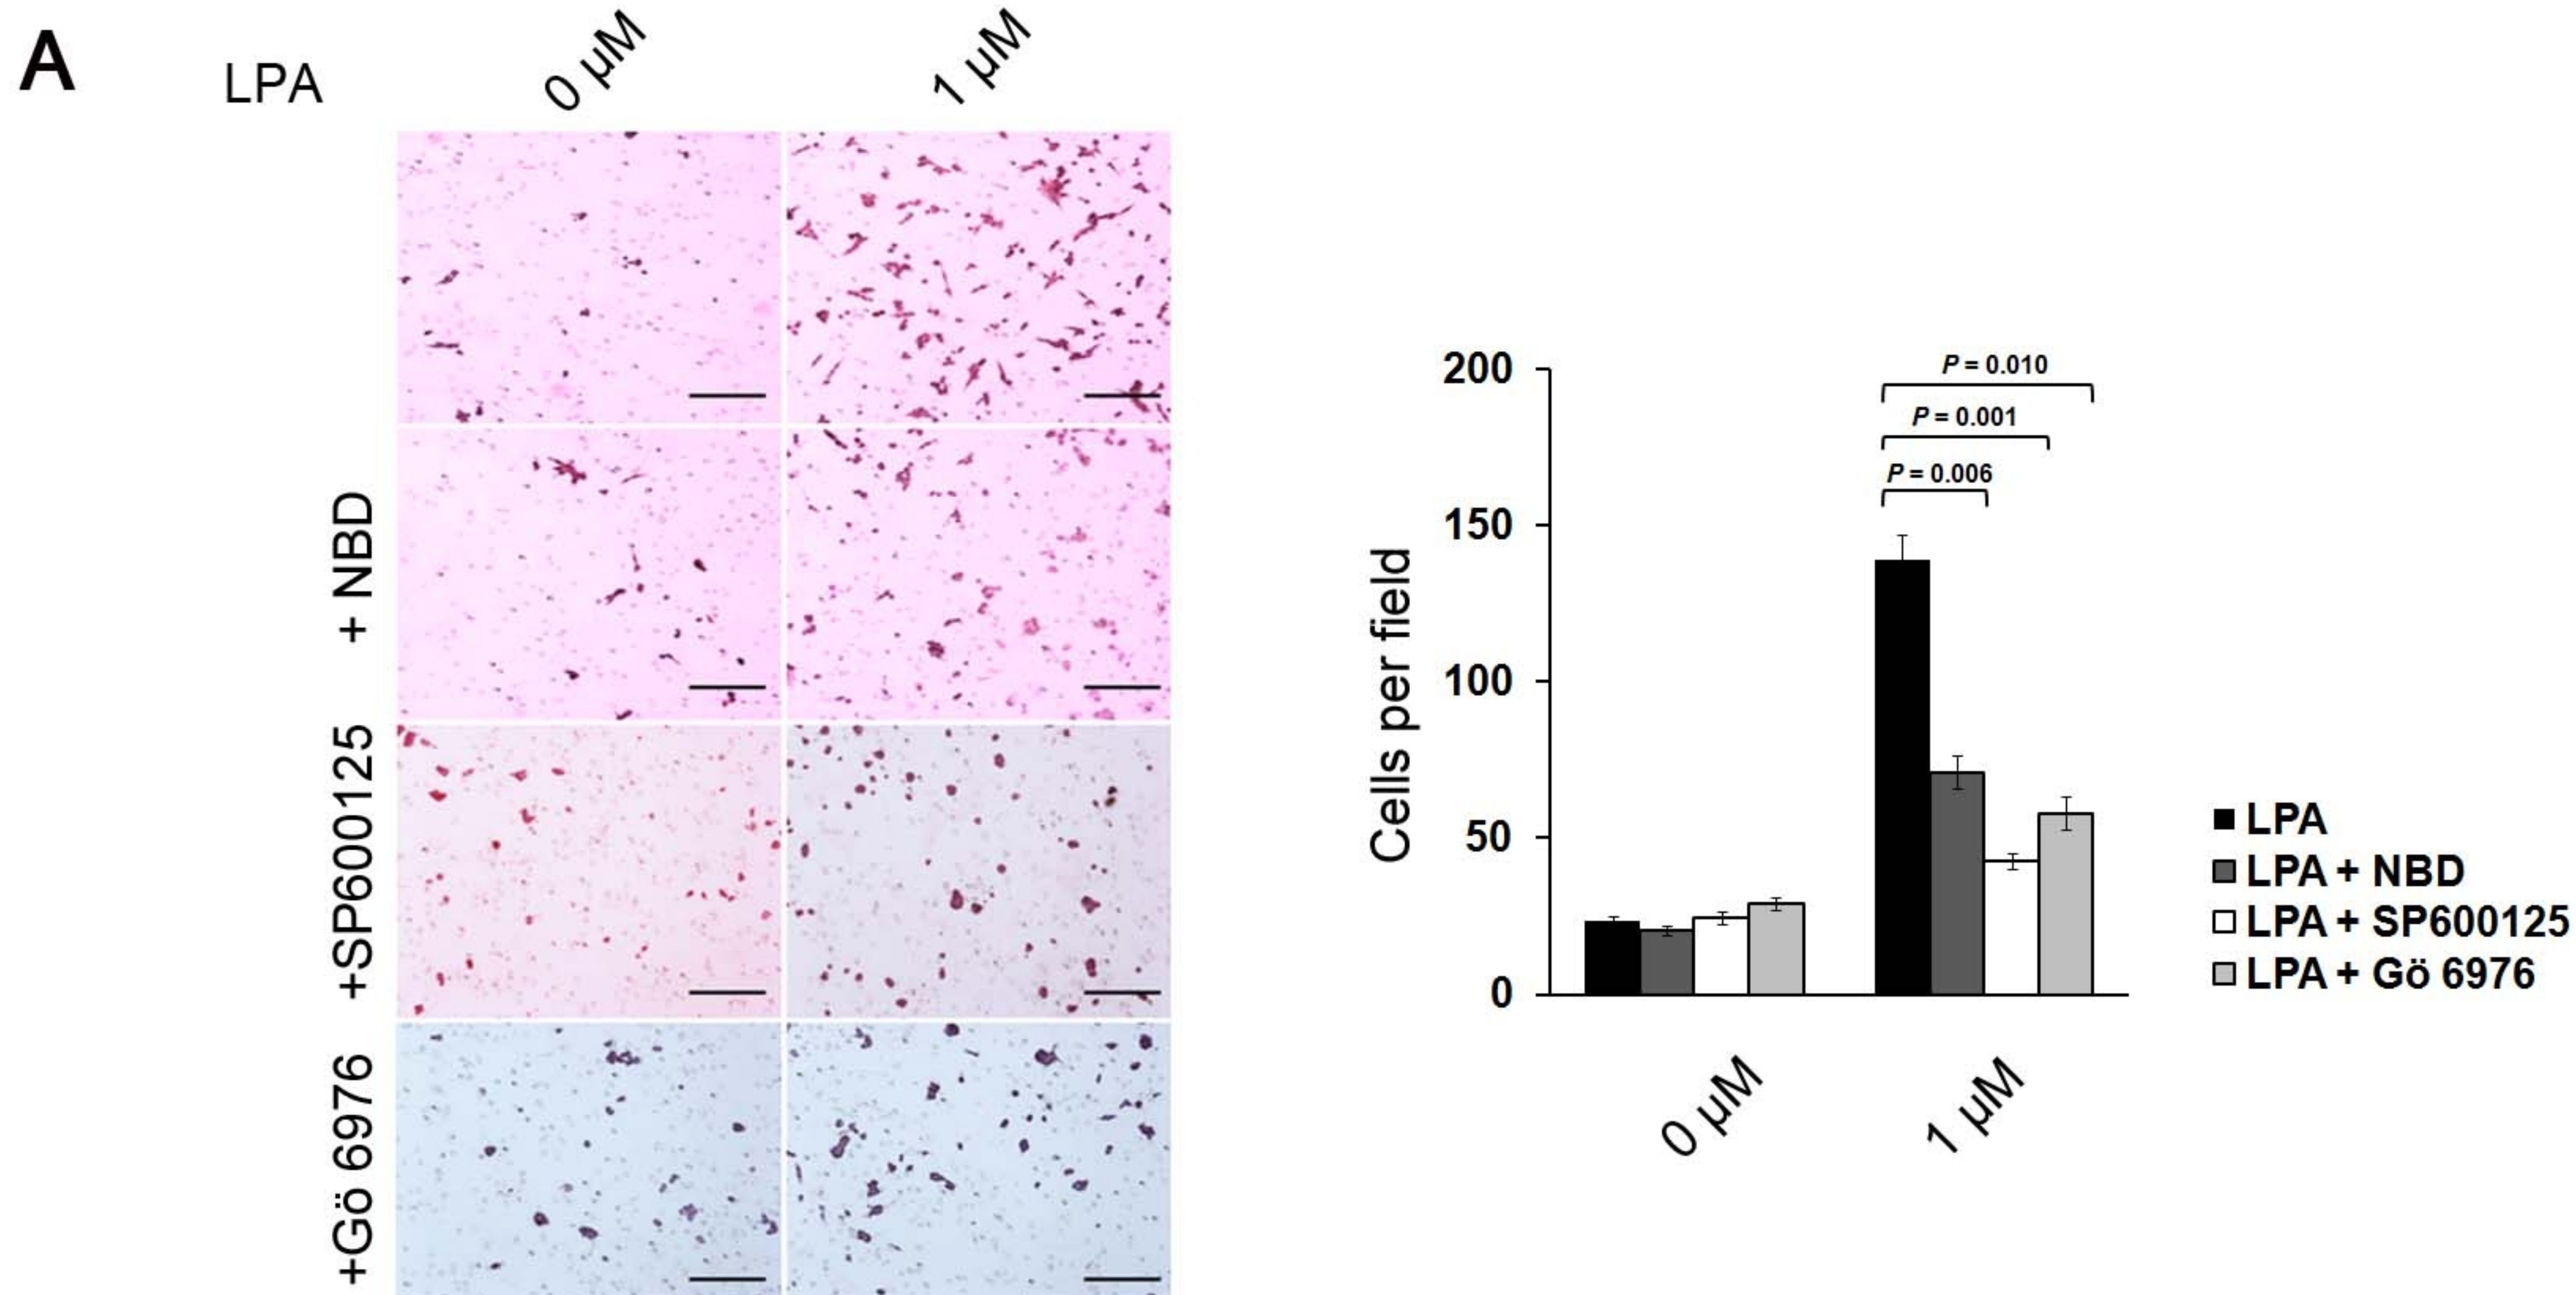 A
LPA
0 µM
1 µM
+ NBD
+SP600125
+Gö 6976
Cells per field
200
150
100
50
0
P = 0.010
P = 0.001
P = 0.006
0 µM
1 µM
LPA
LPA + NBD
LPA + SP600125
LPA + Gö 6976